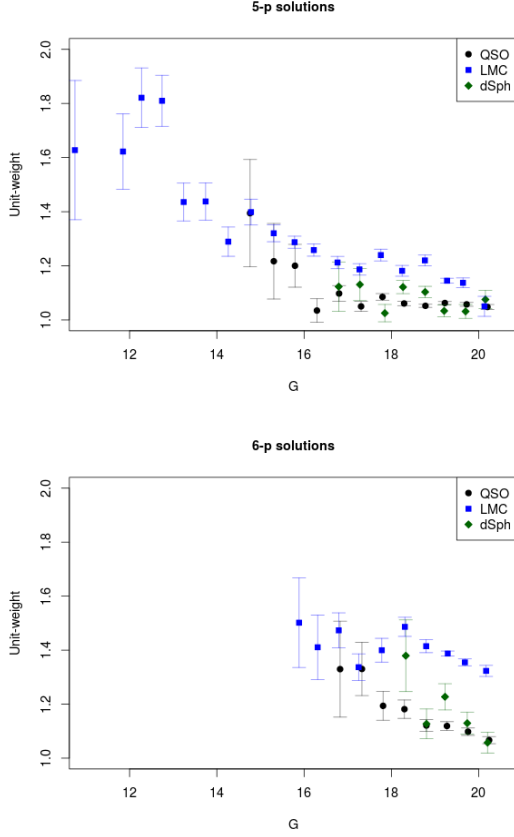 5-p solutions
2.0
1.8
1.6
1.4
1.2
1.0
Unit-weight
QSO
LMC
dSph
12 14 16 18 20
G
6-p solutions
2.0
1.8
1.6
1.4
1.2
1.0
Unit-weight
QSO
LMC
dSph
12 14 16 18 20
G